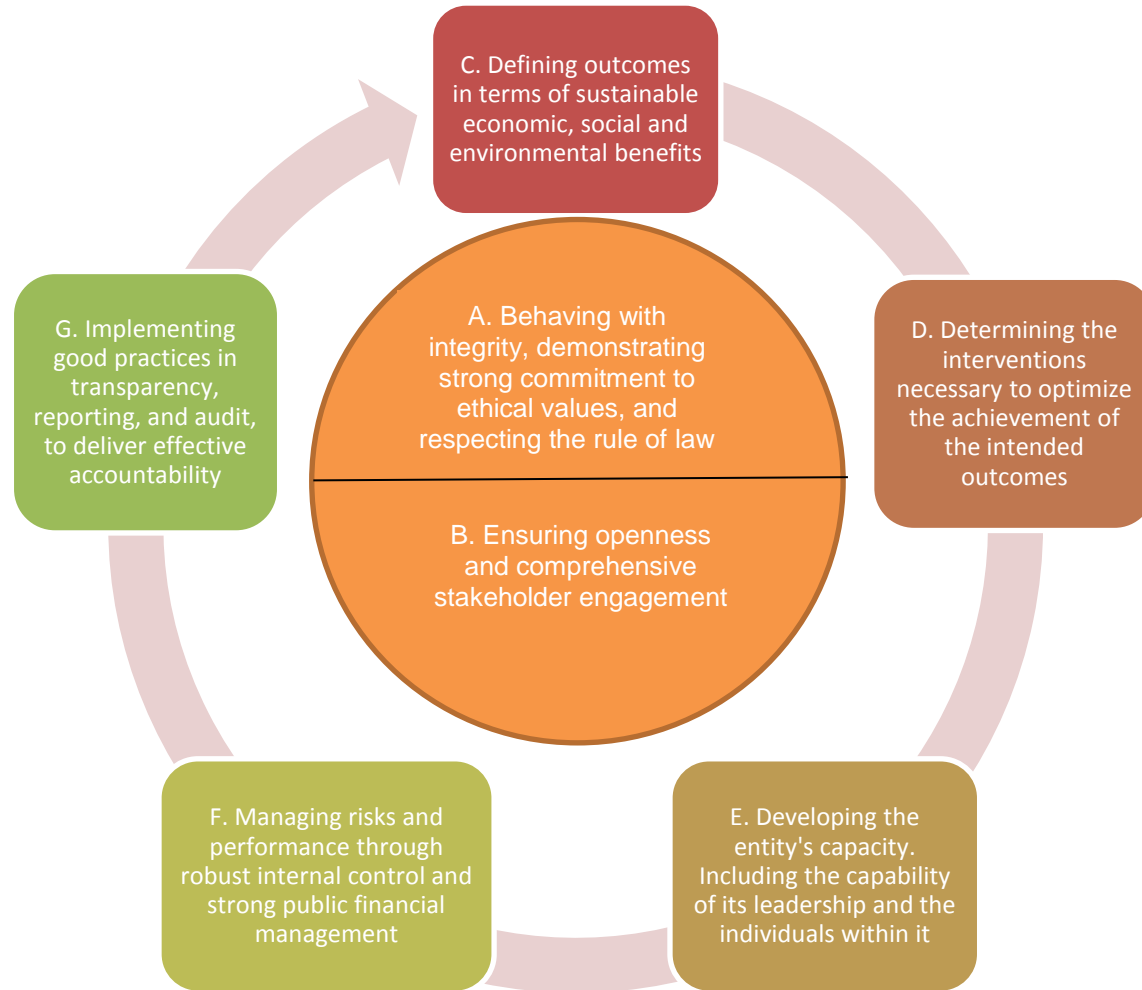 C. Defining outcomes
in terms of sustainable
economic, social and
environmental benefits
A. Behaving with
integrity, demonstrating
strong commitment to
ethical values, and
respecting the rule of law
B. Ensuring openness
and comprehensive
stakeholder engagement
D. Determining the
interventions
necessary to optimize
the achievement of
the intended
outcomes
E. Developing the
entity's capacity.
Including the capability
of its leadership and the
individuals within it
F. Managing risks and
performance through
robust internal control and
strong public financial
management
G. Implementing
good practices in
transparency,
reporting, and audit,
to deliver effective
accountability